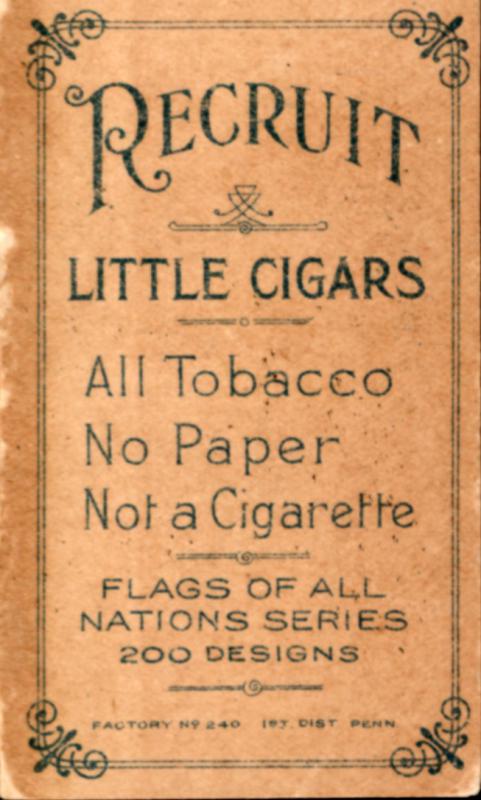 RECRUIT
LITTLE CIGARS
All Tobacco
No Paper
Not a Cigarette
FLAGS OF ALL
NATIONS SERIES
200 DESIGNS
FACTORY Nº 240 1ST. DIST PENN